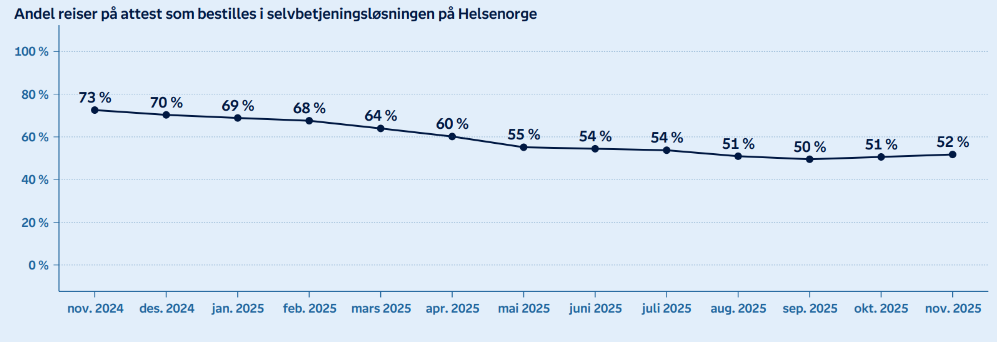 Andel reiser på attest som bestilles i selvbetjeningsløsningen på Helsenorge
100 %
80 %
60 %
40 %
20 %
0 %
73 %
70 %
69 %
68 %
64 %
60 %
55 %
54 %
54 %
51 %
50 %
51 %
52 %
nov. 2024
des. 2024
jan. 2025
feb. 2025
mars 2025
apr. 2025
mai 2025
juni 2025
juli 2025
aug. 2025
sep. 2025
okt. 2025
nov. 2025